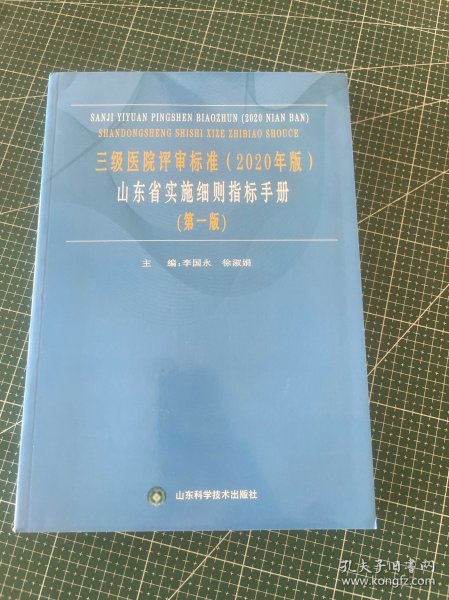 SANJI YIYUAN PINGSHEN BIAOZHUN (2020 NIAN BAN)
SHANDONGSHENG SHISHI XIZE ZHIBIAO SHOUCE
三级医院评审标准（2020年版）
山东省实施细则指标手册
(第一版)
主 编:李国永 徐淑娟
山东科学技术出版社
孔夫子旧书网
www.kongfz.com